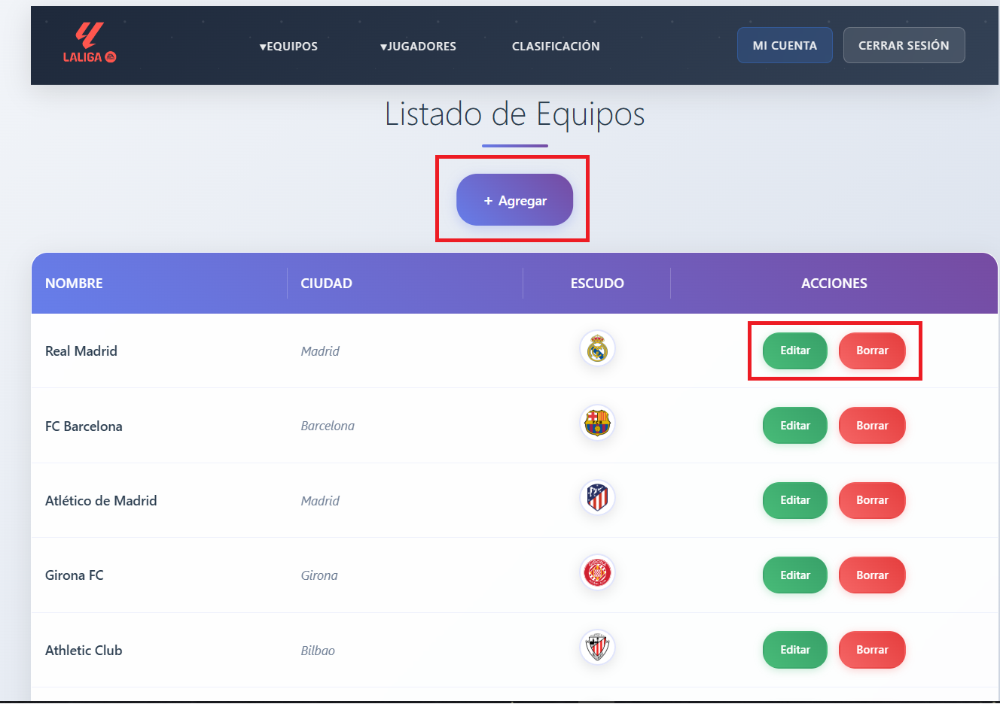 LALIGA
▼EQUIPOS
▼JUGADORES
CLASIFICACIÓN
MI CUENTA
CERRAR SESIÓN
Listado de Equipos
+ Agregar
NOMBRE CIUDAD ESCUDO ACCIONES
Real Madrid Madrid Editar Borrar
FC Barcelona Barcelona Editar Borrar
Atlético de Madrid Madrid Editar Borrar
Girona FC Girona Editar Borrar
Athletic Club Bilbao Editar Borrar